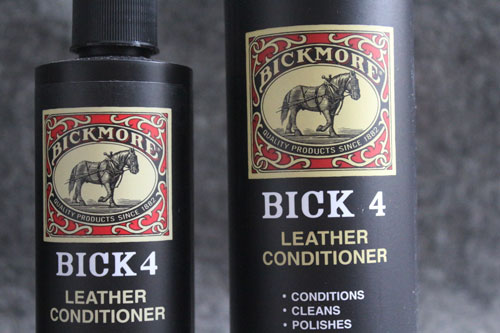 BICKMORE
QUALITY PRODUCTS SINCE 1882
BICK 4
LEATHER
CONDITIONER
BICKMORE
QUALITY PRODUCTS SINCE 1882
BICK 4
LEATHER
CONDITIONER
• CONDITIONS
• CLEANS
• POLISHES